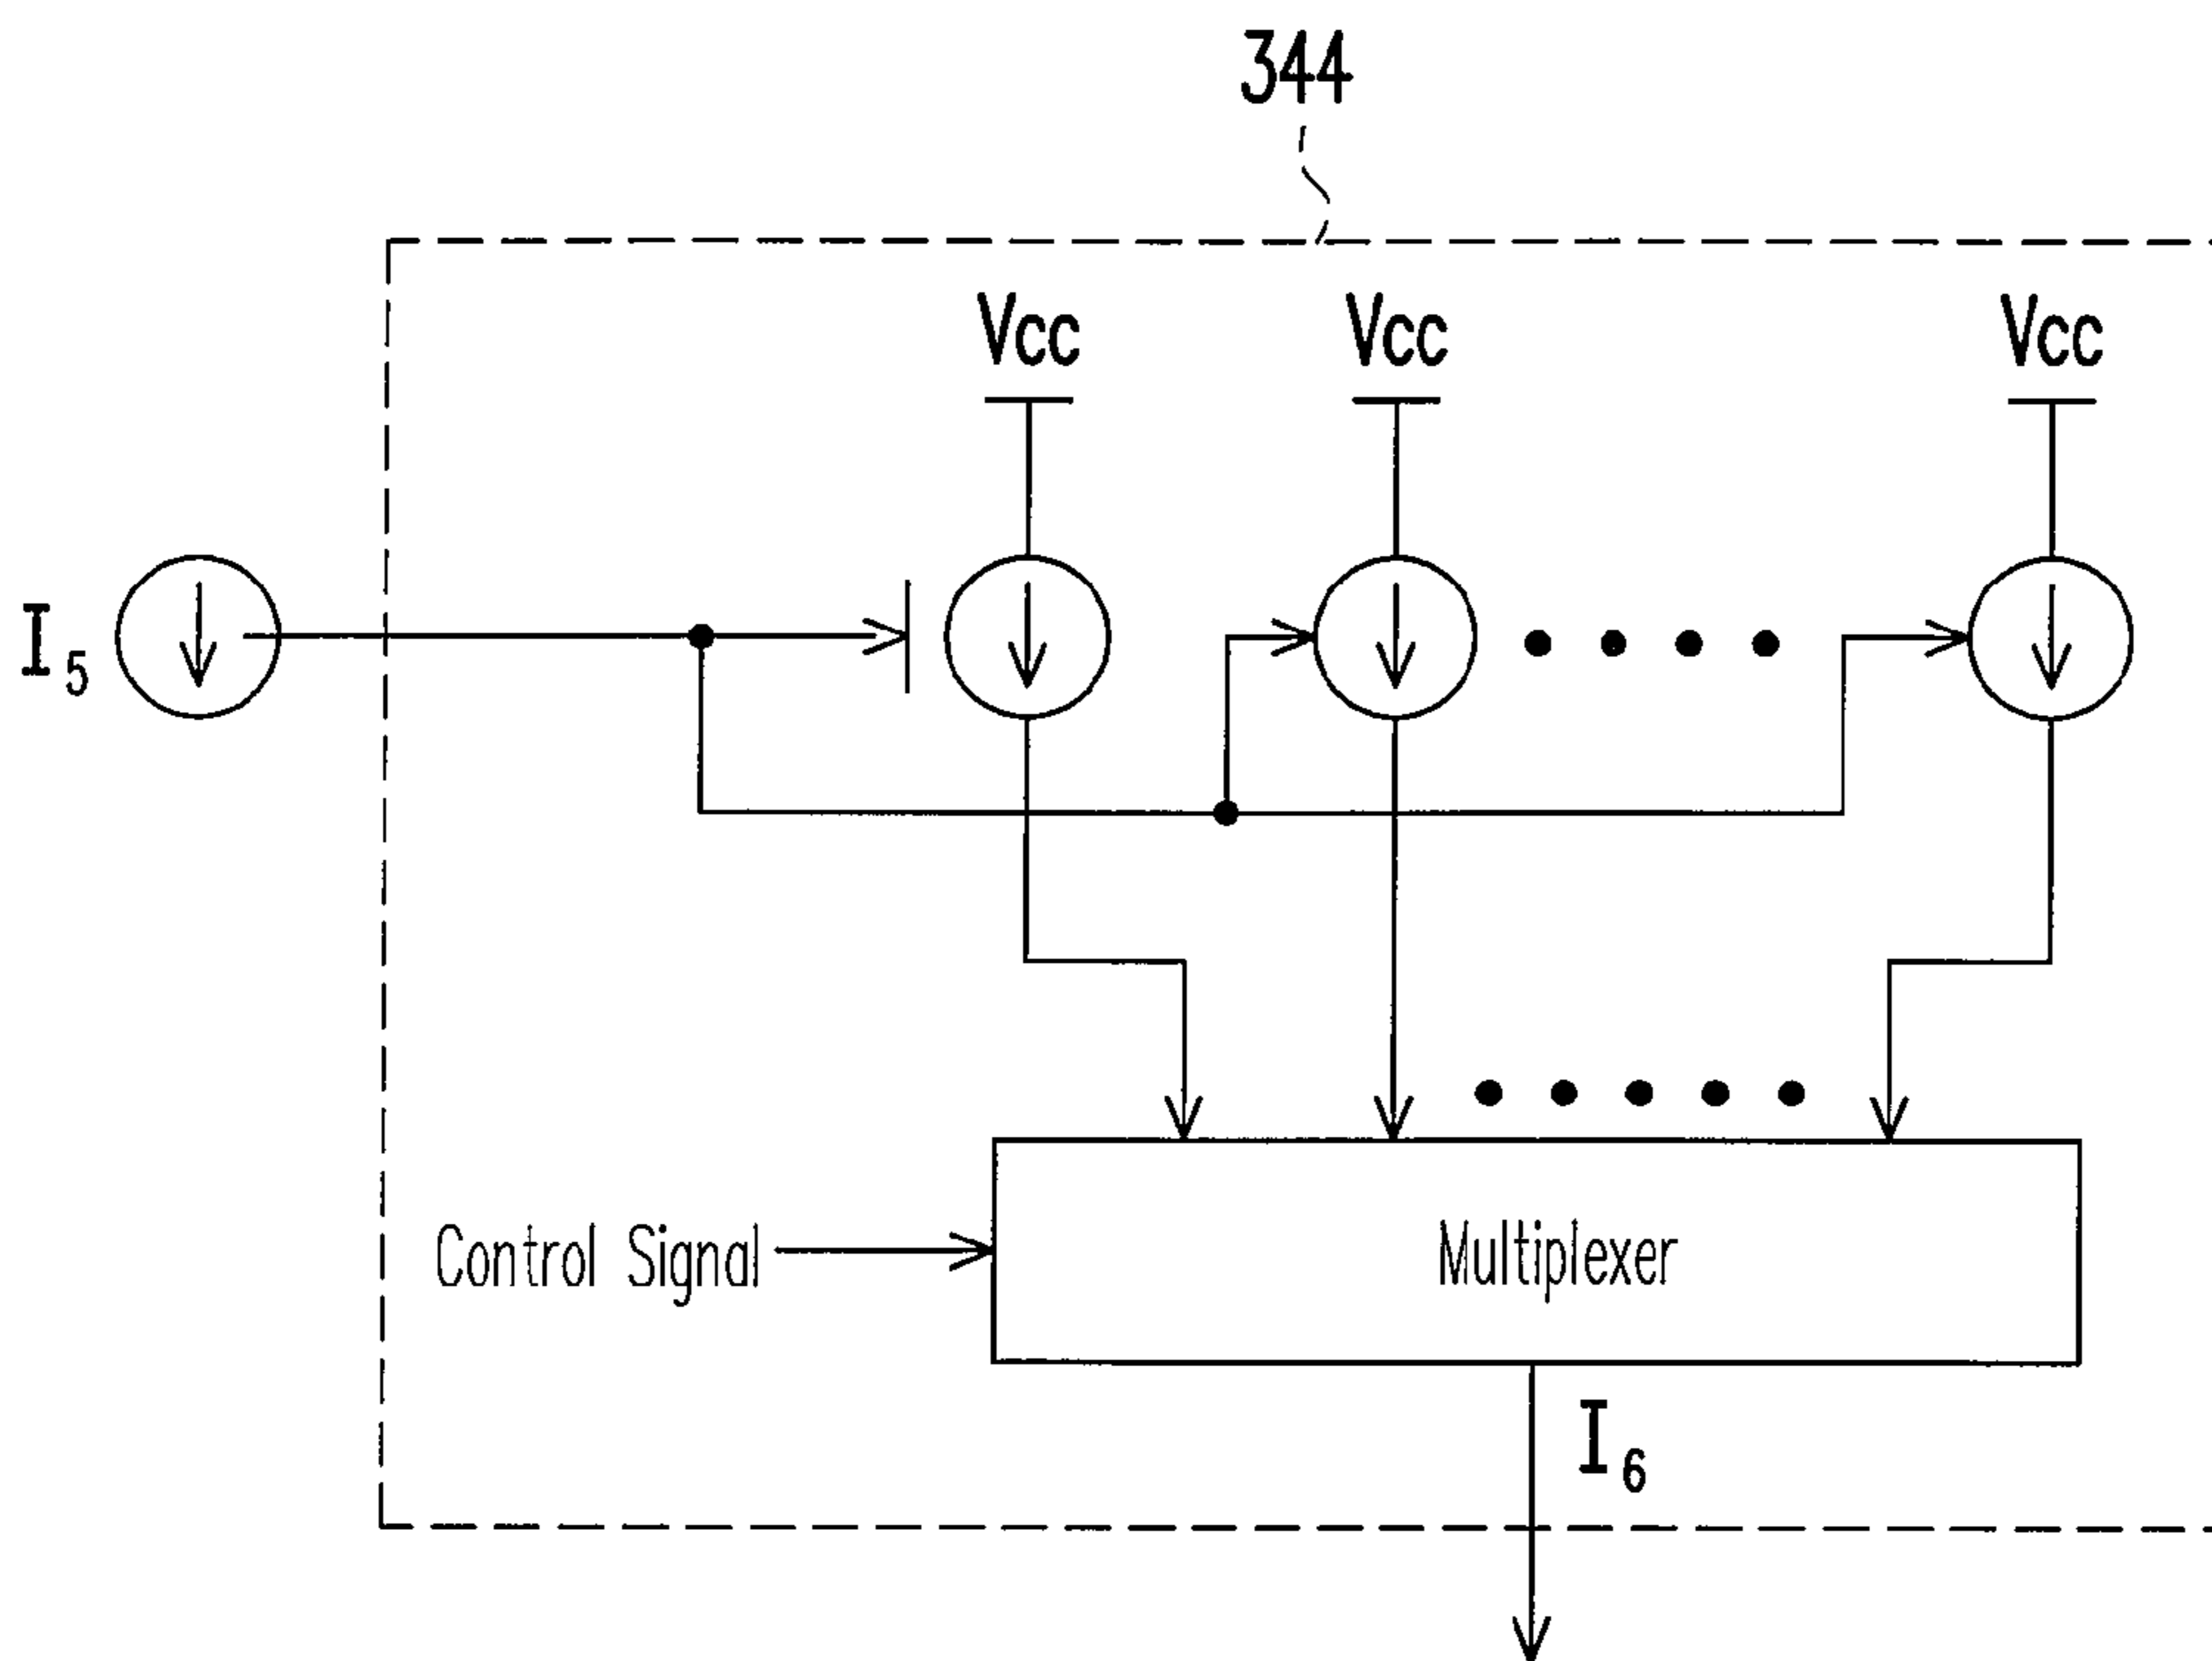 344
Vcc Vcc Vcc
I5
Control Signal
Multiplexer
I6